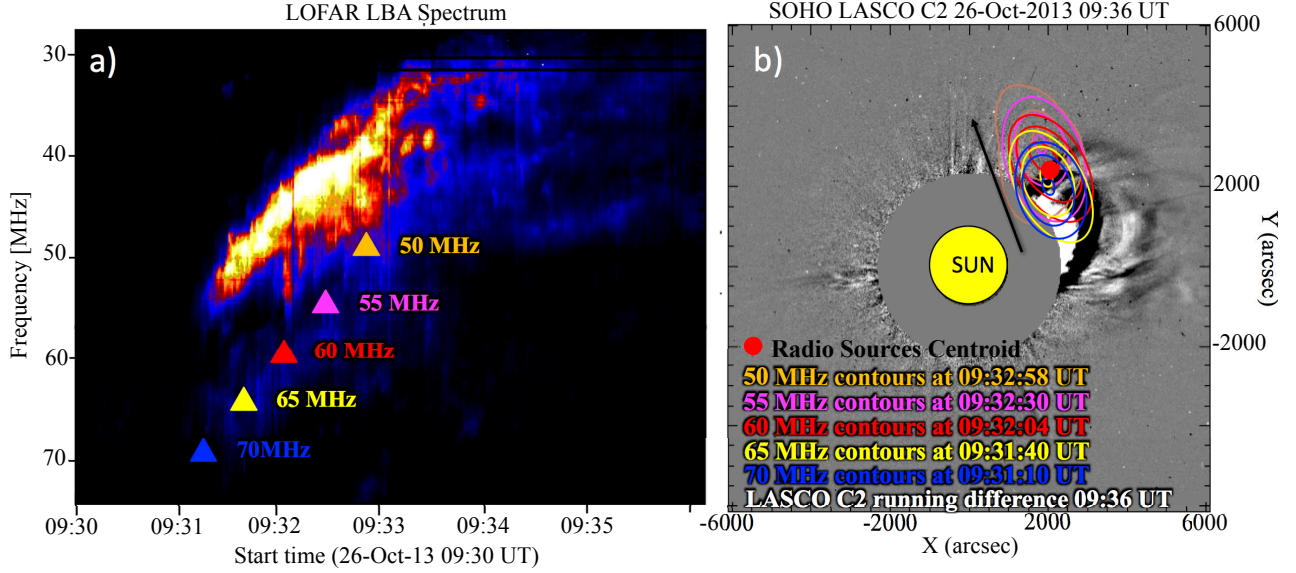 LOFAR LBA Spectrum
a)
Frequency [MHz]
30
40
50
60
70
50 MHz
55 MHz
60 MHz
65 MHz
70MHz
09:30
09:31
09:32
09:33
09:35
Start time (26-Oct-13 09:30 UT)
SOHO LASCO C2 26-Oct-2013 09:36 UT
b)
SUN
Radio Sources Centroid
50 MHz contours at 09:32:58 UT
55 MHz contours at 09:32:30 UT
60 MHz contours at 09:32:04 UT
65 MHz contours at 09:31:40 UT
70 MHz contours at 09:31:10 UT
LASCO C2 running difference 09:36 UT
6000
2000
-2000
Y (arcsec)
-6000
-2000
2000
6000
X (arcsec)